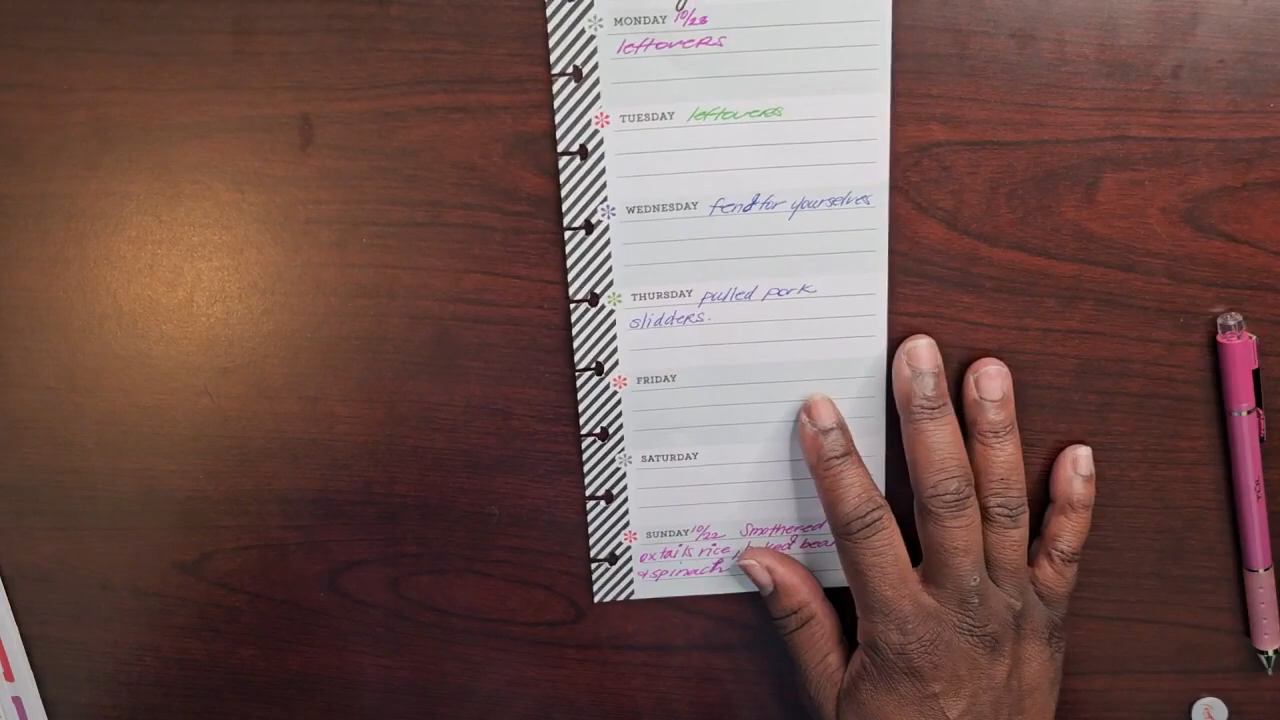 MONDAY 10/23
leftovers
TUESDAY leftovers
WEDNESDAY fend for yourselves
THURSDAY pulled pork
slidders.
FRIDAY
SATURDAY
SUNDAY 10/22 Smothered
oxtails rice,
& spinach